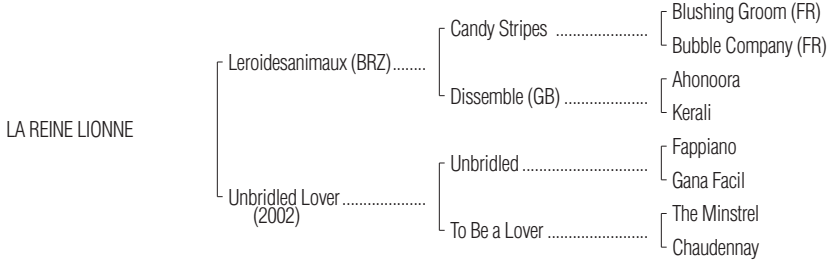 Blushing Groom (FR)
Candy Stripes ......................
Bubble Company (FR)
Leroidesanimaux (BRZ)........
Ahonoora
Dissemble (GB) ....................
Kerali
LA REINE LIONNE
Fappiano
Unbridled ..............................
Gana Facil
Unbridled Lover ....................
(2002)
The Minstrel
To Be a Lover ........................
Chaudennay